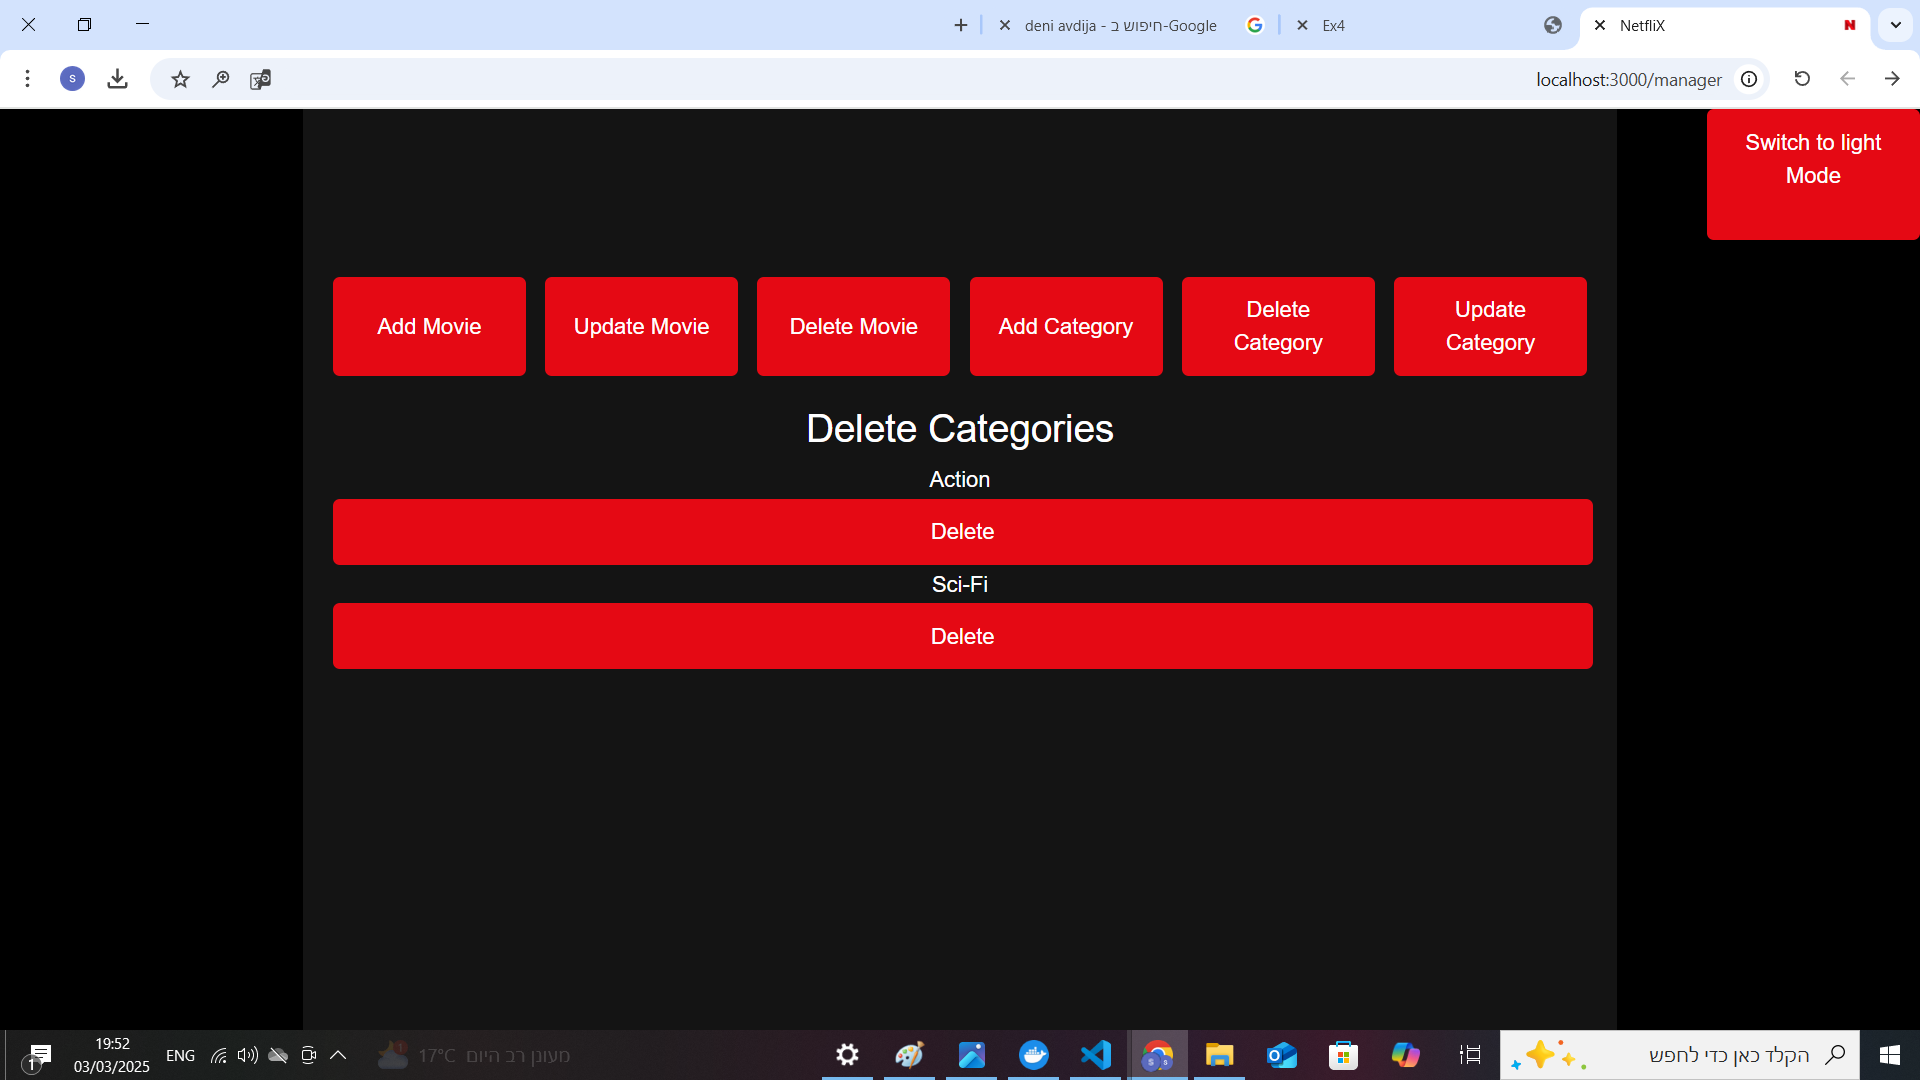 deni avdija - חיפוש ב-Google
Ex4
NetfliX
S
localhost:3000/manager
Switch to light
Mode
Add Movie
Update Movie
Delete Movie
Add Category
Delete
Category
Update
Category
Delete Categories
Action
Delete
Sci-Fi
Delete
1
19:52
03/03/2025
ENG
17°C מעונן רב היום
הקלד כאן כדי לחפש